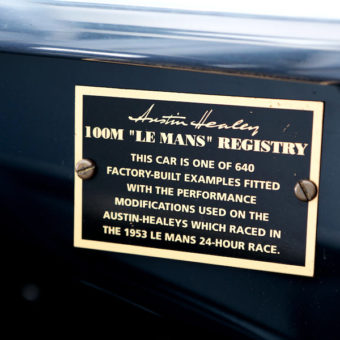 Austin Healey
100M "LE MANS" REGISTRY
THIS CAR IS ONE OF 640
FACTORY-BUILT EXAMPLES FITTED
WITH THE PERFORMANCE
MODIFICATIONS USED ON THE
AUSTIN-HEALEYS WHICH RACED IN
THE 1953 LE MANS 24-HOUR RACE.